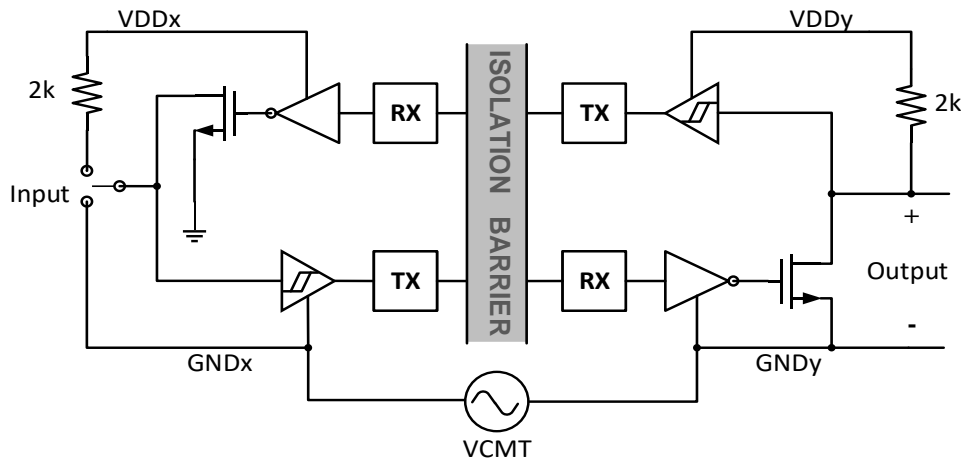 VDDx
VDDy
2k
2k
RX
TX
ISOLATION BARRIER
Input
+
Output
TX
RX
-
GNDx
GNDy
VCMT